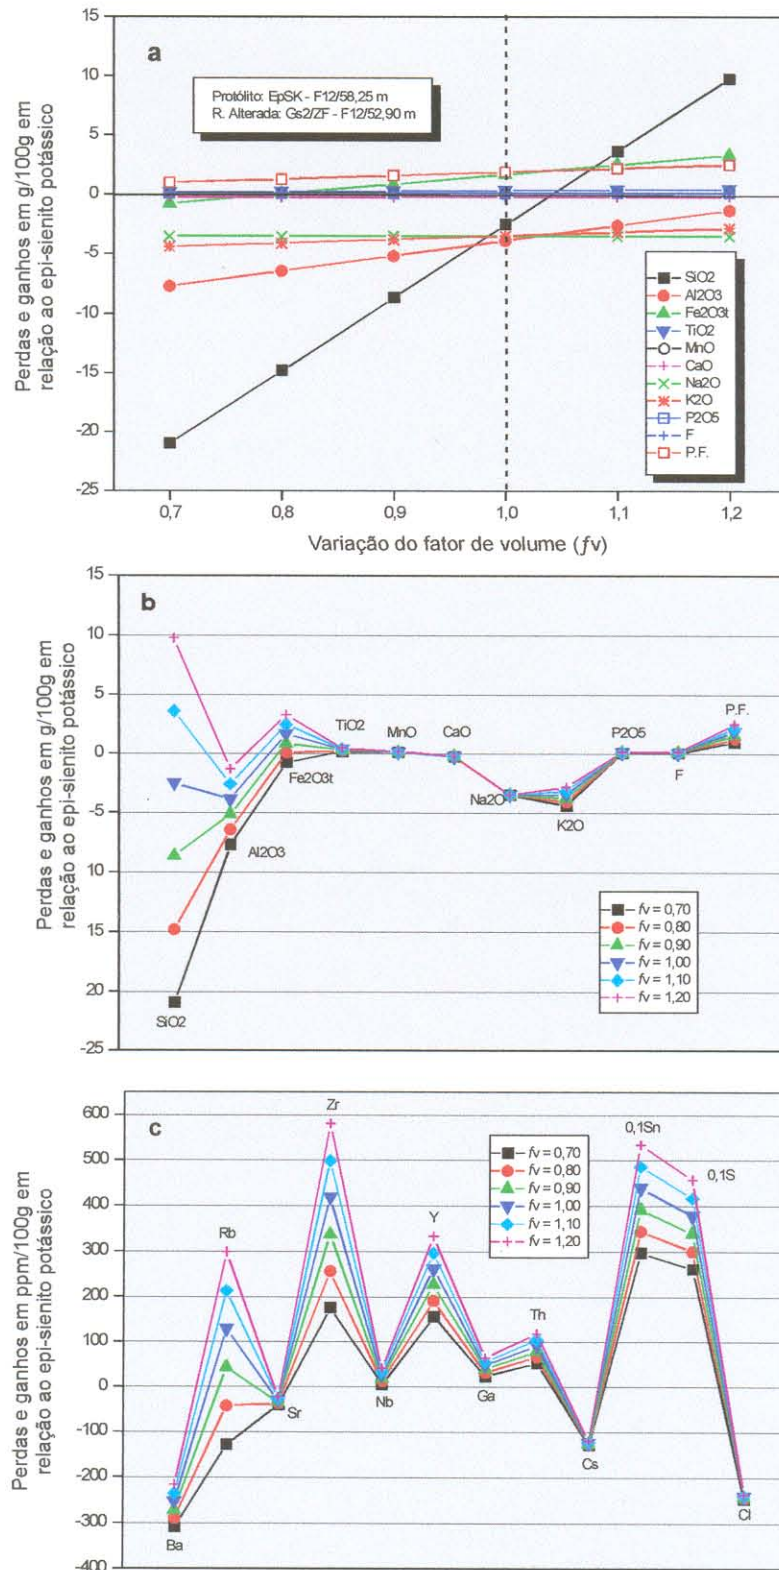 15
10
5
0
-5
-10
-15
-20
-25
a
Protólito: EpSK - F12/58,25 m
R. Alterada: Gs2/ZF - F12/52,90 m
Perdas e ganhos em g/100g em
relação ao epi-sienito potássico
SiO2
Al2O3
Fe2O3t
TiO2
MnO
CaO
Na2O
K2O
P2O5
F
P.F.
0,7
0,8
0,9
1,0
1,1
1,2
Variação do fator de volume (fv)
15
10
5
0
-5
10
15
20
-25
b
Perdas e ganhos em g/100g em
relação ao epi-sienito potássico
SiO2
Al2O3
Fe2O3t
TiO2
MnO
CaO
Na2O
K2O
P2O5
F
P.F.
fv = 0,70
fv = 0,80
fv = 0,90
fv = 1,00
fv = 1,10
fv = 1,20
600
500
400
300
200
100
0
-100
-200
-300
-400
c
Perdas e ganhos em ppm/100g em
relação ao epi-sienito potássico
Ba
Rb
Sr
Zr
Nb
Y
Ga
Th
Cs
0,1Sn
0,1S
Cl
fv = 0,70
fv = 0,80
fv = 0,90
fv = 1,00
fv = 1,10
fv = 1,20